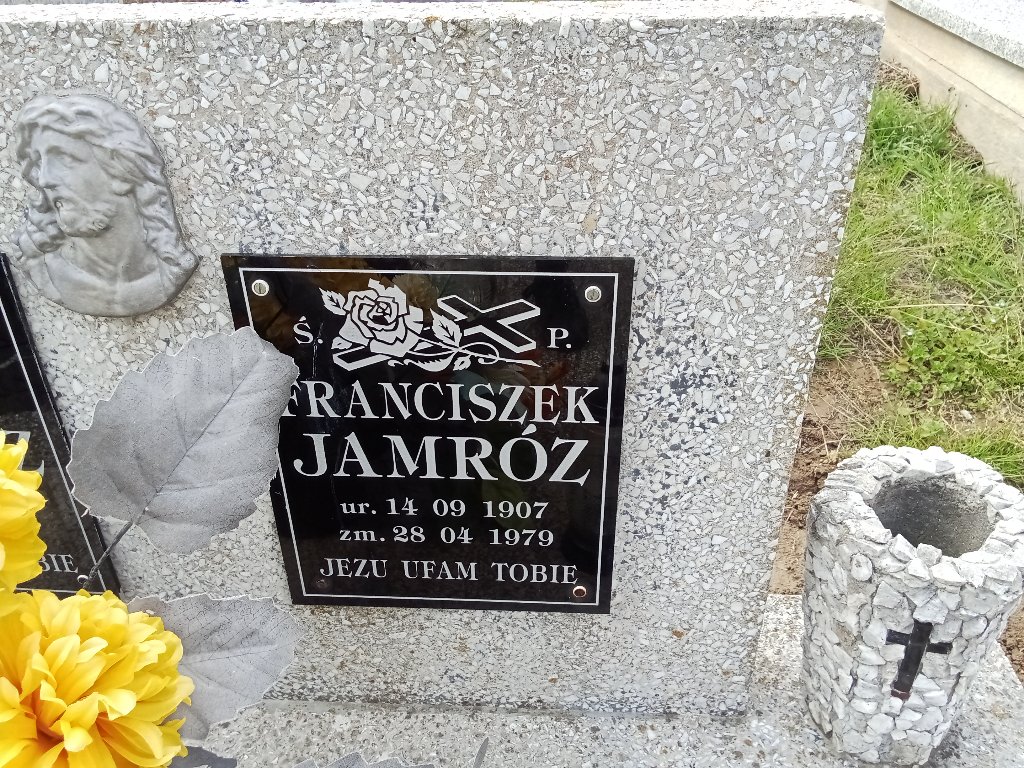 Ś. P.
FRANCISZEK
JAMRÓZ
ur. 14 09 1907
zm. 28 04 1979
JEZU UFAM TOBIE